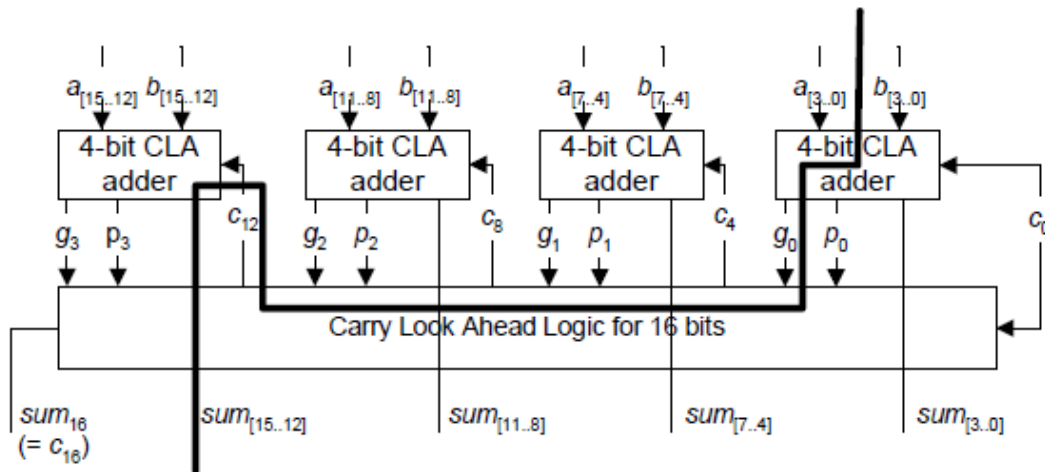 a[15..12] b[15..12] a[11..8] b[11..8] a[7..4] b[7..4] a[3..0] b[3..0]
4-bit CLA adder
4-bit CLA adder
4-bit CLA adder
4-bit CLA adder
g3 p3 c12 g2 p2 c8 g1 p1 c4 g0 p0 c0
Carry Look Ahead Logic for 16 bits
sum16 sum[15..12] sum[11..8] sum[7..4] sum[3..0]
(= c16)